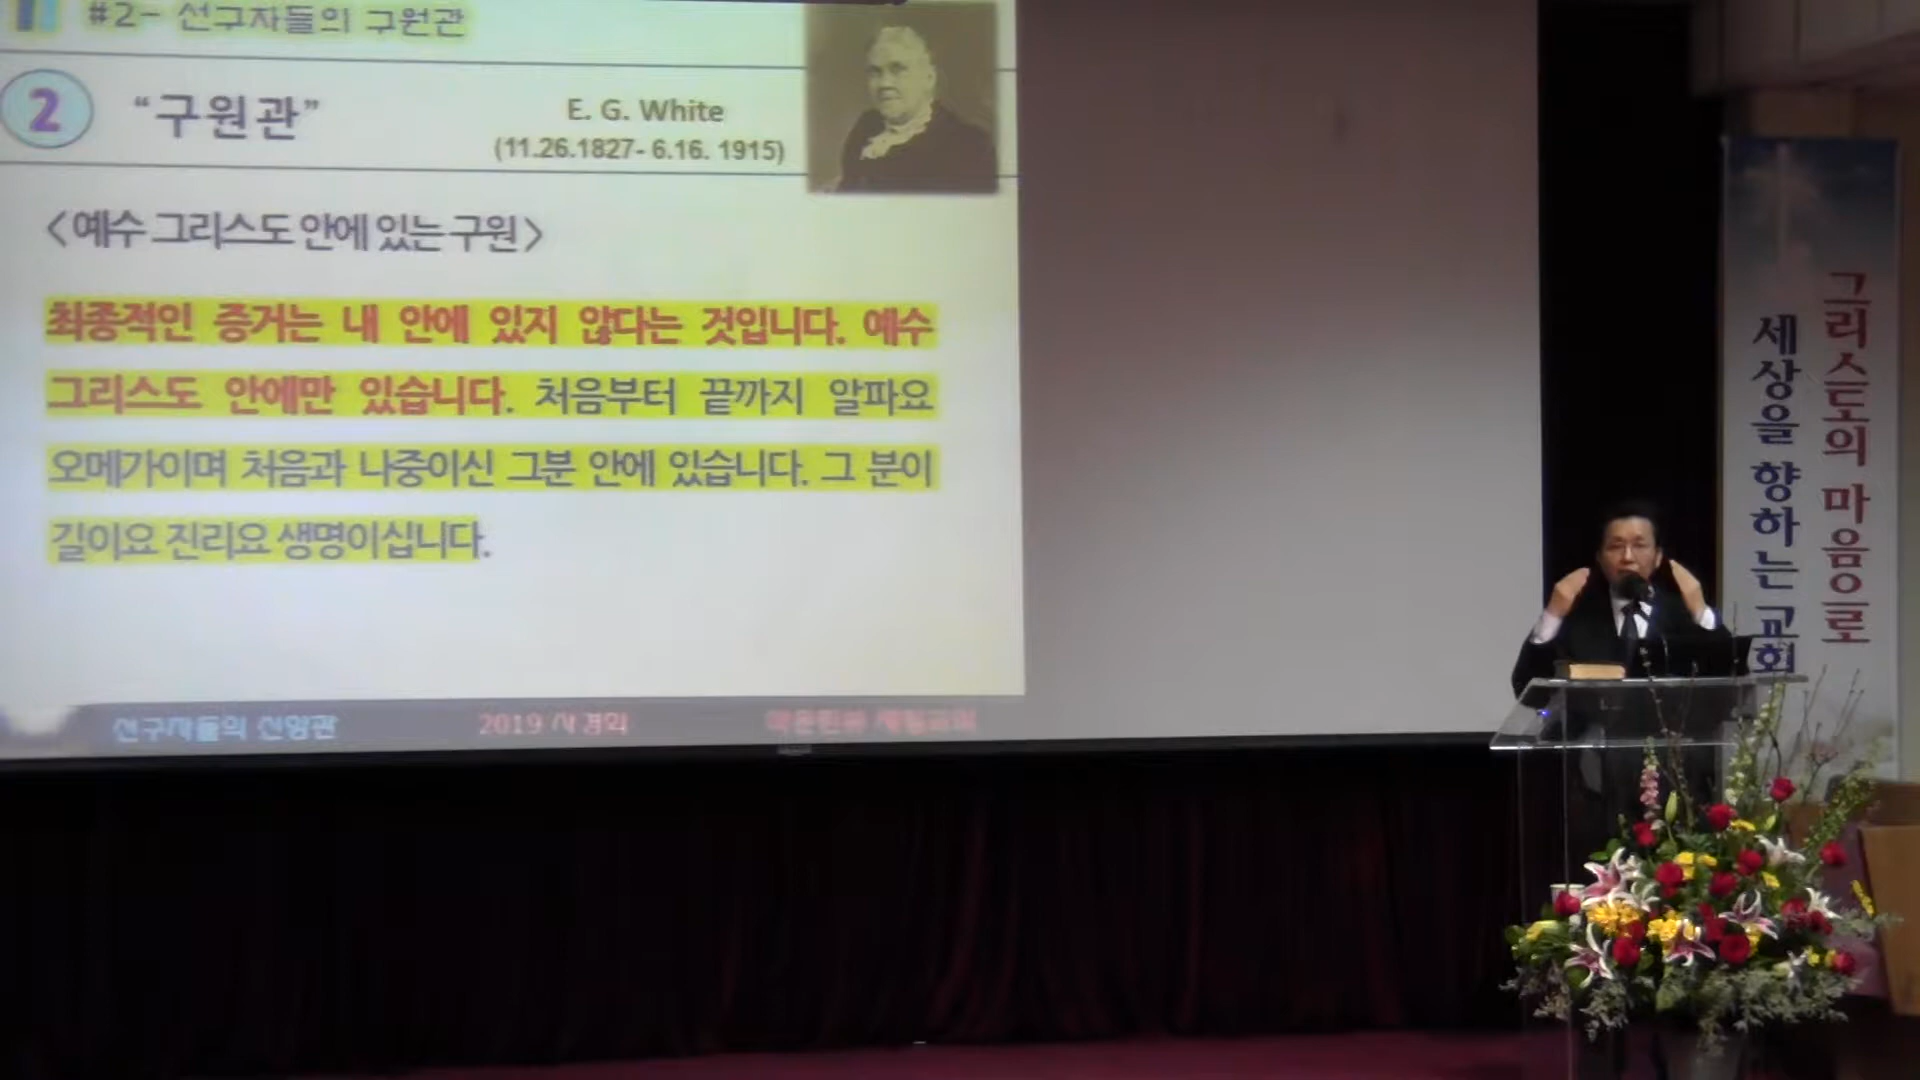 #2- 선구자들의 구원관
2 “구원관”
E. G. White
(11.26.1827- 6.16. 1915)
<예수 그리스도 안에 있는 구원>
최종적인 증거는 내 안에 있지 않다는 것입니다. 예수
그리스도 안에만 있습니다. 처음부터 끝까지 알파요
오메가이며 처음과 나중이신 그분 안에 있습니다. 그 분이
길이요 진리요 생명이십니다.
선구자들의 신앙관
2019 사경회
그리스도의 마음으로
세상을 향하는 교회